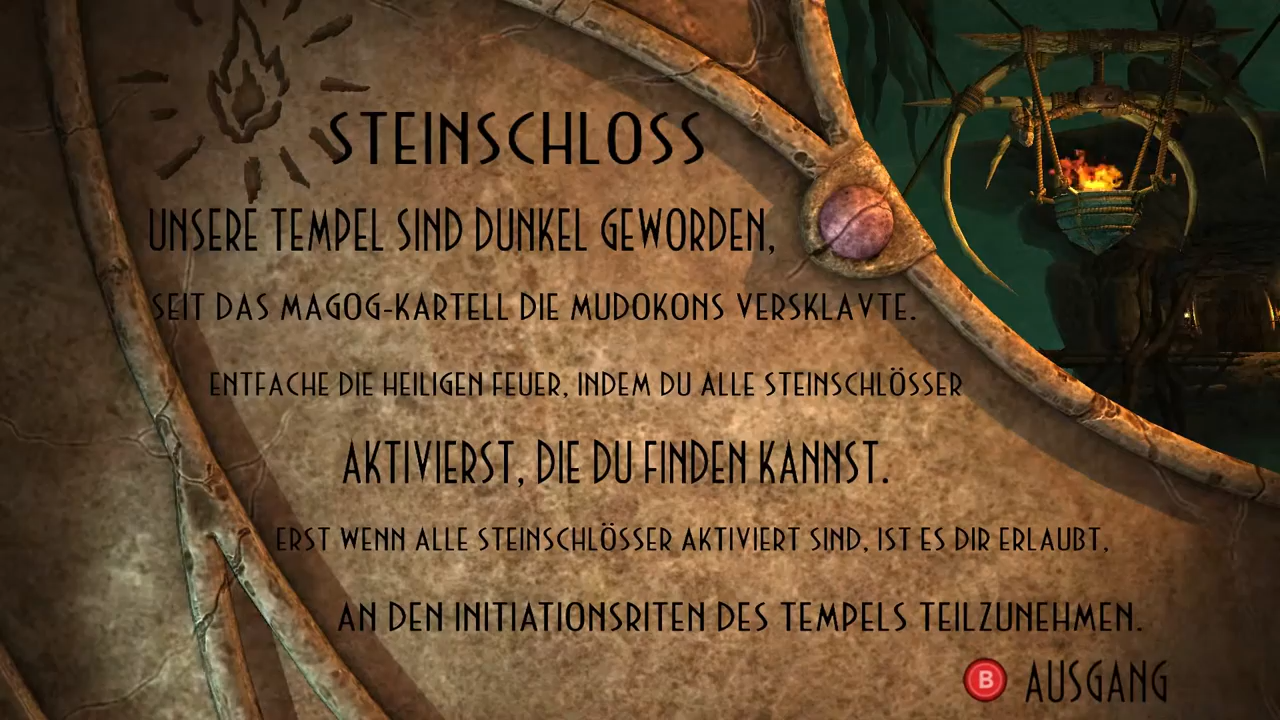 STEINSCHLOSS
UNSERE TEMPEL SIND DUNKEL GEWORDEN,
SEIT DAS MAGOG-KARTELL DIE MUDOKONS VERSKLAVTE.
ENTFACHE DIE HEILIGEN FEUER, INDEM DU ALLE STEINSCHLÖSSER
AKTIVIERST, DIE DU FINDEN KANNST.
ERST WENN ALLE STEINSCHLÖSSER AKTIVIERT SIND, IST ES DIR ERLAUBT,
AN DEN INITIATIONSRITEN DES TEMPELS TEILZUNEHMEN.
B AUSGANG